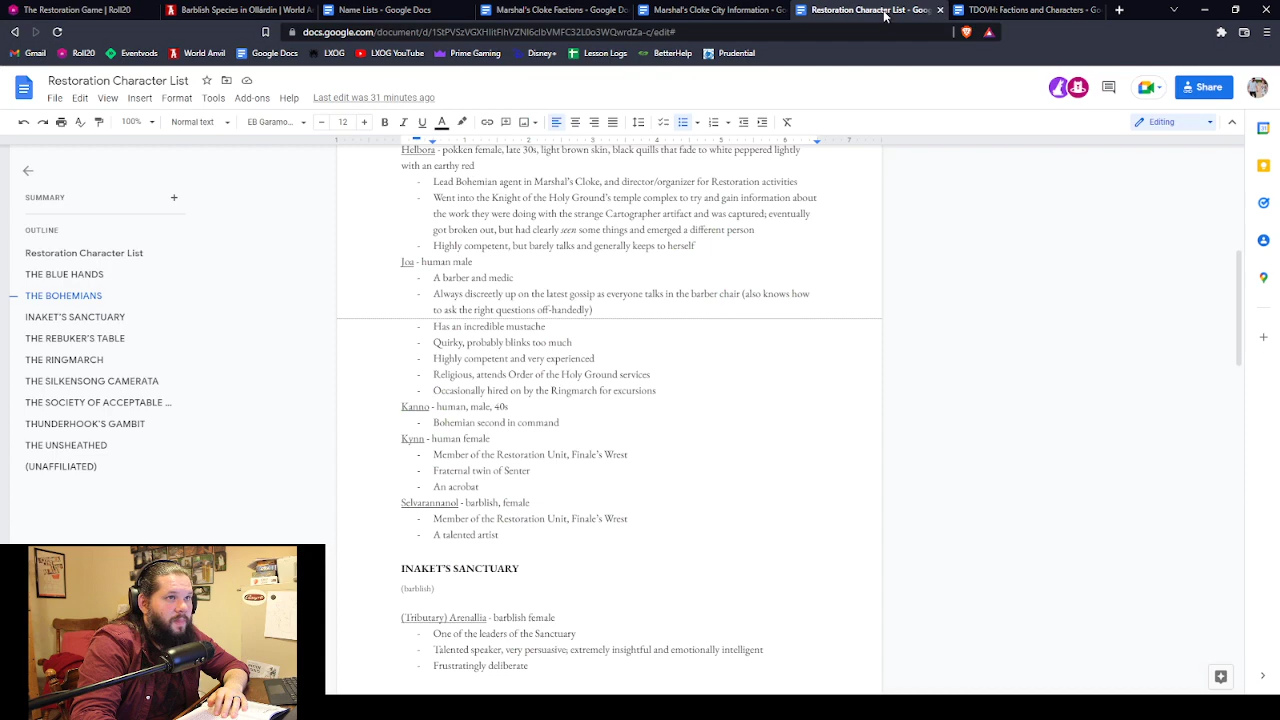 The Restoration Game | Roll20
Barblish Species in Ollárdin | World An
Name Lists - Google Docs
Marshal's Cloke Factions - Google Do
Marshal's Cloke City Information - Go
Restoration Character List - Goog
TDOVH: Factions and Characters - Go
docs.google.com/document/d/
/edit#
Gmail
Roll20
Eventods
World Anvil
LXOG
LXOG YouTube
Prime Gaming
Disney+
Lesson Logs
BetterHelp
Prudential
Restoration Character List
File Edit View Insert Format Tools Add-ons Help Last edit was 31 minutes ago
Share
100% Normal text EB Garamo... 12 Editing
SUMMARY
OUTLINE
Restoration Character List
THE BLUE HANDS
THE BOHEMIANS
INAKET'S SANCTUARY
THE REBUKER'S TABLE
THE RINGMARCH
THE SILKENSONG CAMERATA
THE SOCIETY OF ACCEPTABLE ...
THUNDERHOOK'S GAMBIT
THE UNSHEATHED
(UNAFFILIATED)
Helbora - pokken female, late 30s, light brown skin, black quills that fade to white peppered lightly
with an earthy red
- Lead Bohemian agent in Marshal's Cloke, and director/organizer for Restoration activities
- Went into the Knight of the Holy Ground's temple complex to try and gain information about
the work they were doing with the strange Cartographer artifact and was captured; eventually
got broken out, but had clearly seen some things and emerged a different person
- Highly competent, but barely talks and generally keeps to herself
Joa - human male
- A barber and medic
- Always discreetly up on the latest gossip as everyone talks in the barber chair (also knows how
to ask the right questions off-handedly)
- Has an incredible mustache
- Quirky, probably blinks too much
- Highly competent and very experienced
- Religious, attends Order of the Holy Ground services
- Occasionally hired on by the Ringmarch for excursions
Kanno - human, male, 40s
- Bohemian second in command
Kynn - human female
- Member of the Restoration Unit, Finale's Wrest
- Fraternal twin of Senter
- An acrobat
Selvarannanol - barblish, female
- Member of the Restoration Unit, Finale's Wrest
- A talented artist
INAKET'S SANCTUARY
(barblish)
(Tributary) Arenallia - barblish female
- One of the leaders of the Sanctuary
- Talented speaker, very persuasive; extremely insightful and emotionally intelligent
- Frustratingly deliberate